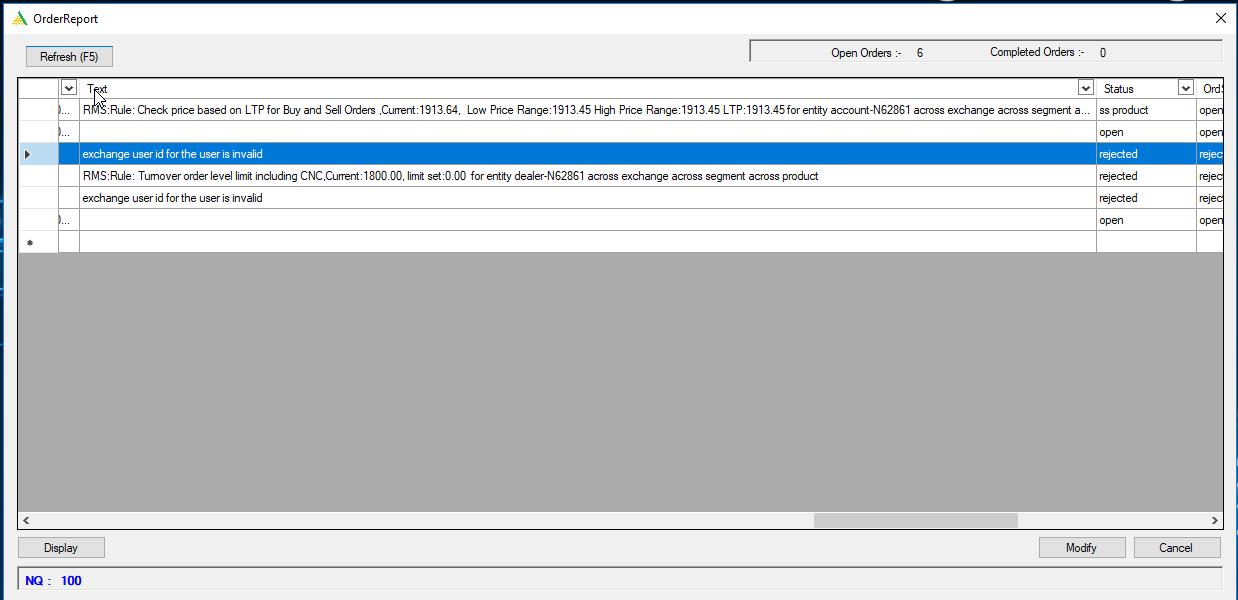 OrderReport
Refresh (F5)
Open Orders :- 6 Completed Orders :- 0
Text Status
RMS:Rule: Check price based on LTP for Buy and Sell Orders ,Current:1913.64, Low Price Range:1913.45 High Price Range:1913.45 LTP:1913.45 for entity account-N62861 across exchange across segment a... ss product open
open open
exchange user id for the user is invalid rejected
RMS:Rule: Turnover order level limit including CNC,Current:1800.00, limit set:0.00 for entity dealer-N62861 across exchange across segment across product rejected
exchange user id for the user is invalid rejected
open open
Display Modify Cancel
NQ : 100